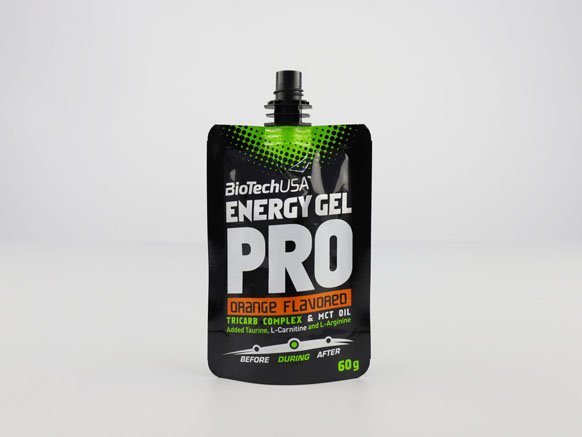 BioTechUSA
ENERGY GEL
PRO
ORANGE FLAVORED
TRICARB COMPLEX & MCT OIL
Added Taurine, L-Carnitine and L-Arginine
BEFORE DURING AFTER
60g